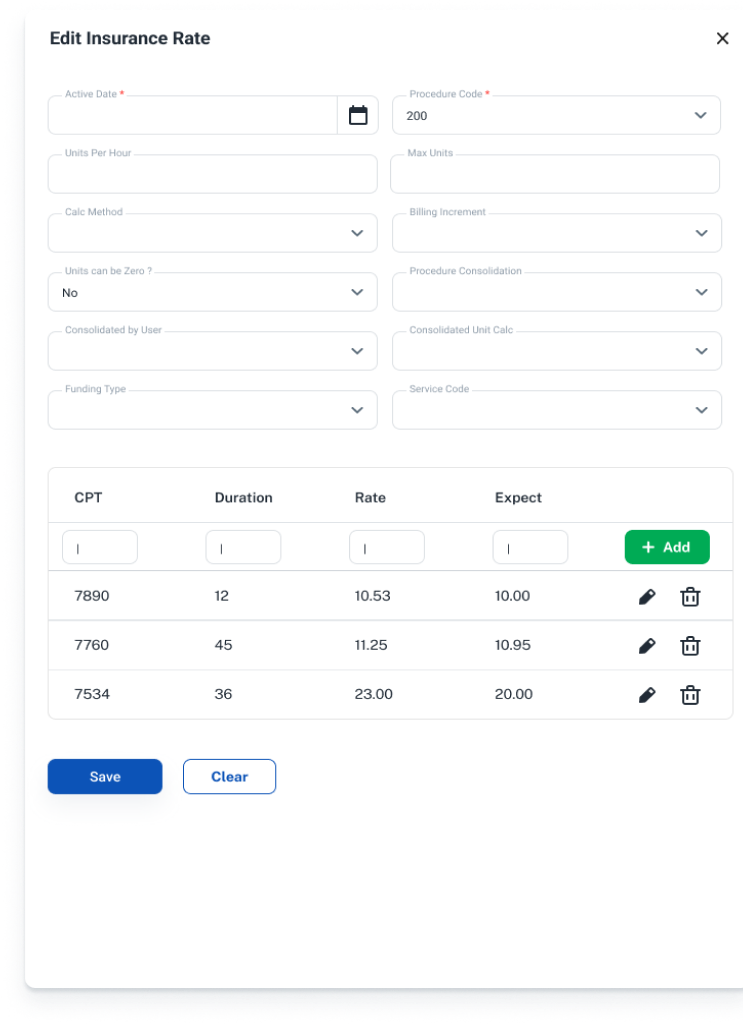 Edit Insurance Rate
Active Date * Procedure Code *
200
Units Per Hour Max Units
Calc Method Billing Increment
Units can be Zero ? Procedure Consolidation
No
Consolidated by User Consolidated Unit Calc
Funding Type Service Code
CPT Duration Rate Expect
+ Add
7890 12 10.53 10.00
7760 45 11.25 10.95
7534 36 23.00 20.00
Save Clear